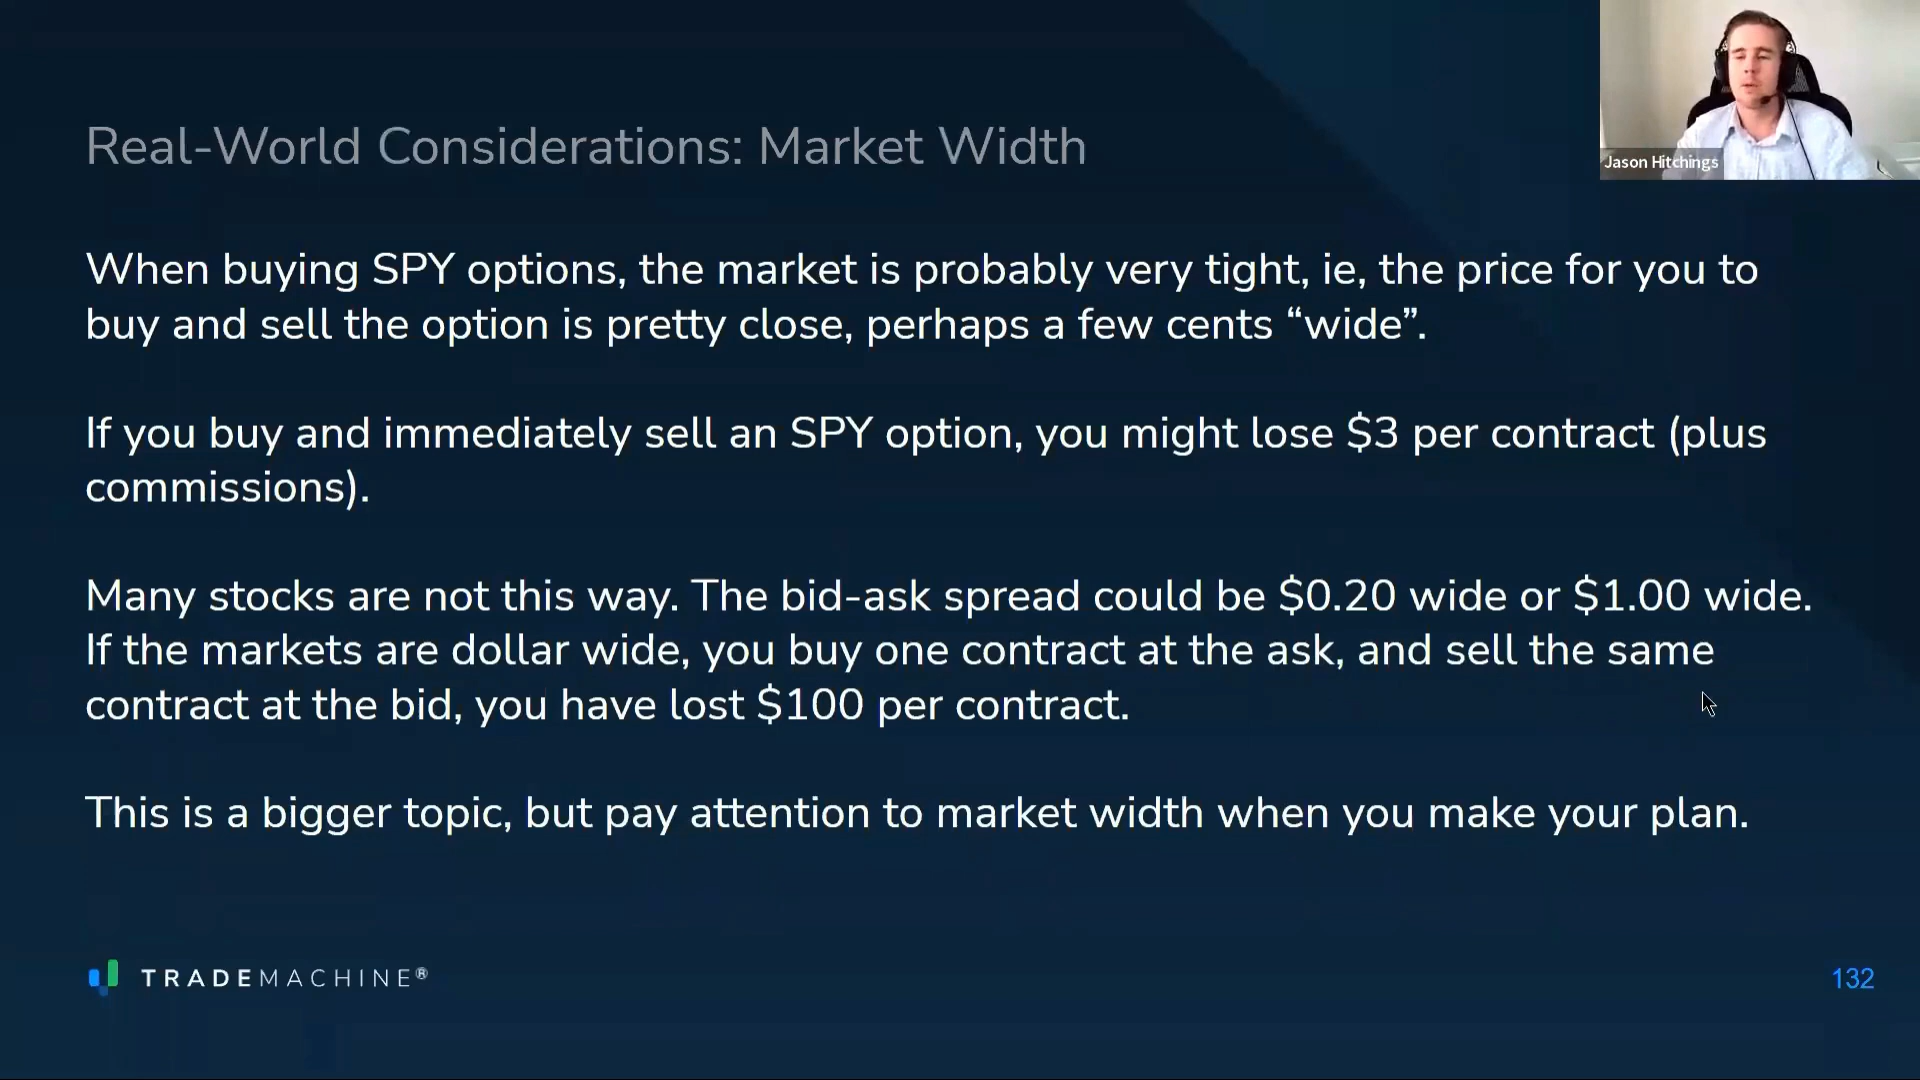 Jason Hitchings
Real-World Considerations: Market Width
When buying SPY options, the market is probably very tight, ie, the price for you to
buy and sell the option is pretty close, perhaps a few cents “wide”.
If you buy and immediately sell an SPY option, you might lose $3 per contract (plus
commissions).
Many stocks are not this way. The bid-ask spread could be $0.20 wide or $1.00 wide.
If the markets are dollar wide, you buy one contract at the ask, and sell the same
contract at the bid, you have lost $100 per contract.
This is a bigger topic, but pay attention to market width when you make your plan.
TRADEMACHINE®
132